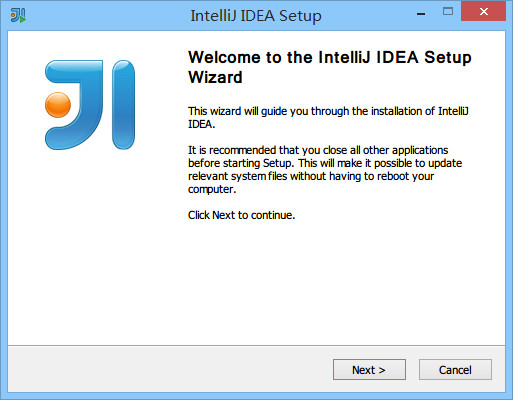 IntelliJ IDEA Setup
Welcome to the IntelliJ IDEA Setup
Wizard
This wizard will guide you through the installation of IntelliJ
IDEA.
It is recommended that you close all other applications
before starting Setup. This will make it possible to update
relevant system files without having to reboot your
computer.
Click Next to continue.
Next >
Cancel